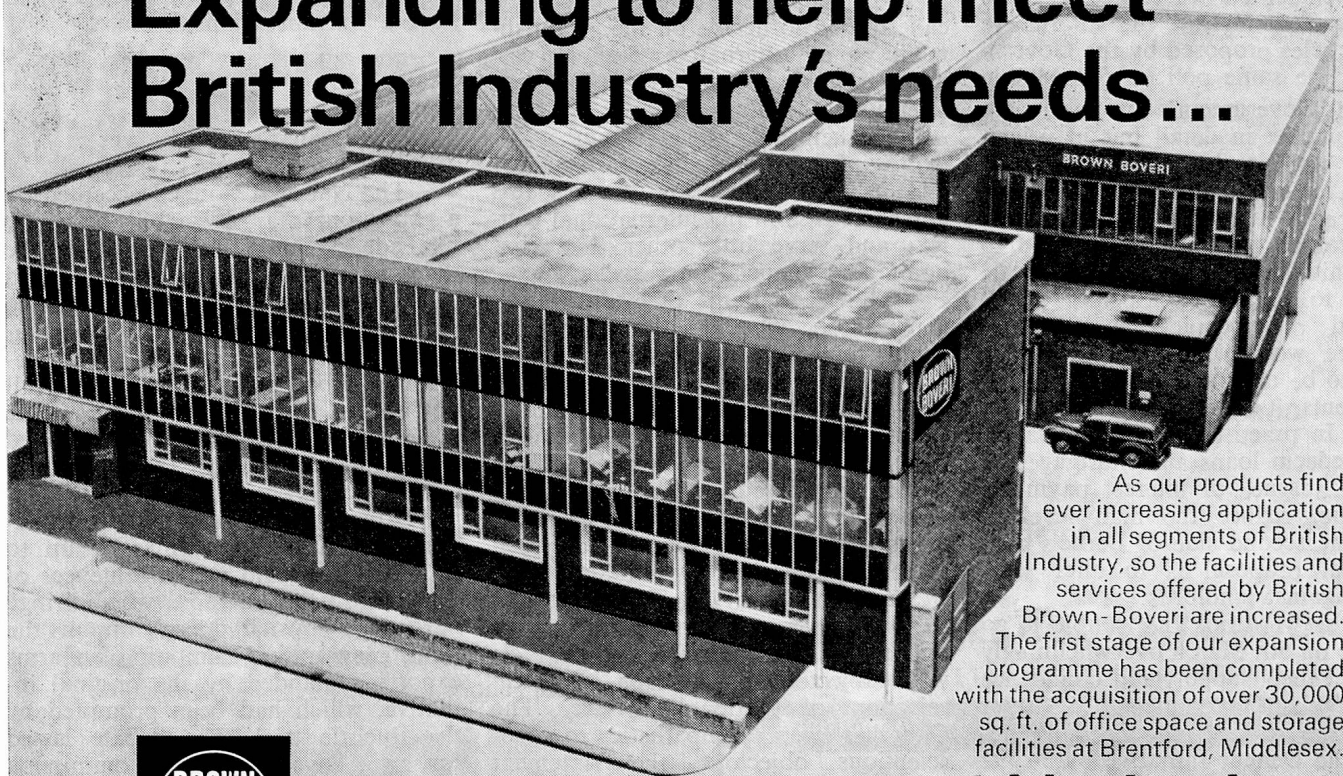 Expanding to help meet
British Industry's needs...
BROWN BOVERI
BROWN
BOVERI
As our products find
ever increasing application
in all segments of British
Industry, so the facilities and
services offered by British
Brown-Boveri are increased.
The first stage of our expansion
programme has been completed
with the acquisition of over 30,000
sq. ft. of office space and storage
facilities at Brentford, Middlesex.
BROWN